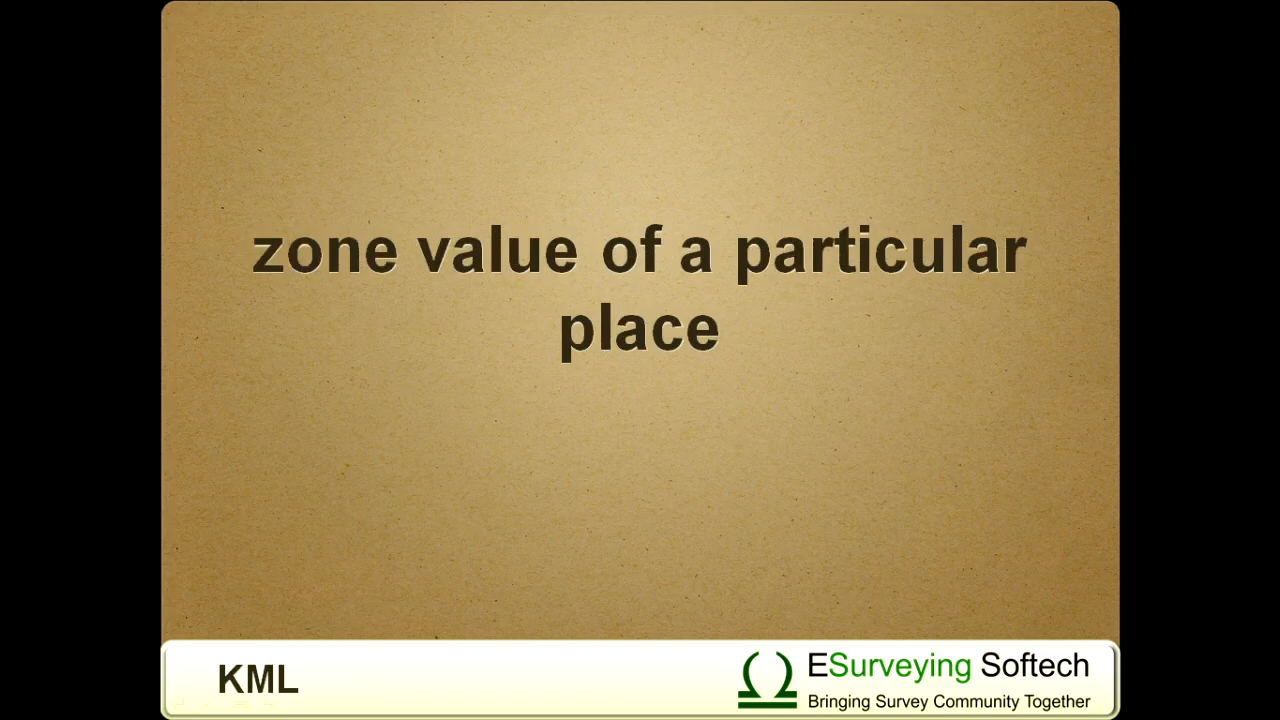 zone value of a particular
place
KML
ESurveying Softech
Bringing Survey Community Together